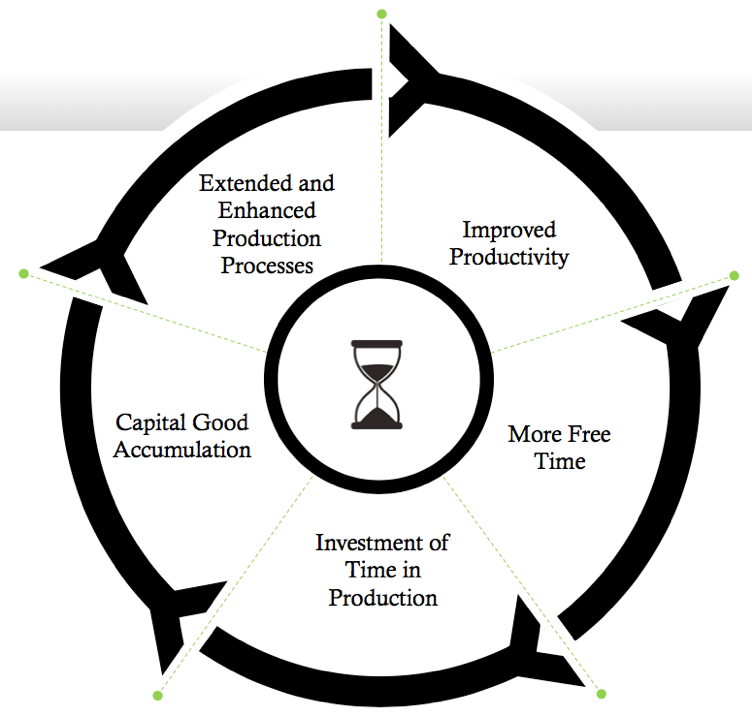 Extended and
Enhanced
Production
Processes
Improved
Productivity
More Free
Time
Investment of
Time in
Production
Capital Good
Accumulation